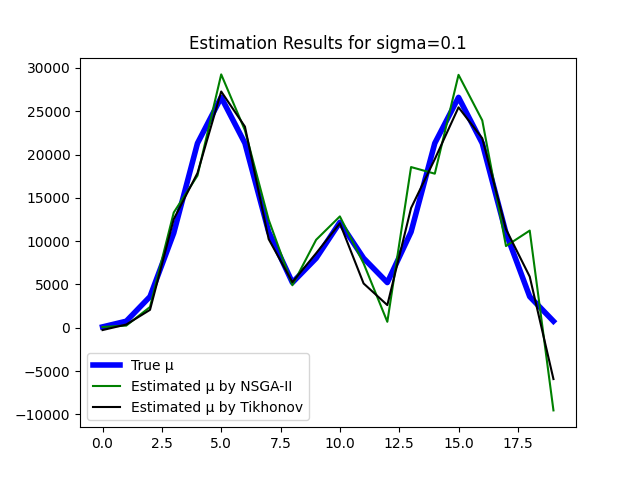 Estimation Results for sigma=0.1
30000
25000
20000
15000
10000
5000
0
−5000
−10000
True μ
Estimated μ by NSGA-II
Estimated μ by Tikhonov
0.0 2.5 5.0 7.5 10.0 12.5 15.0 17.5